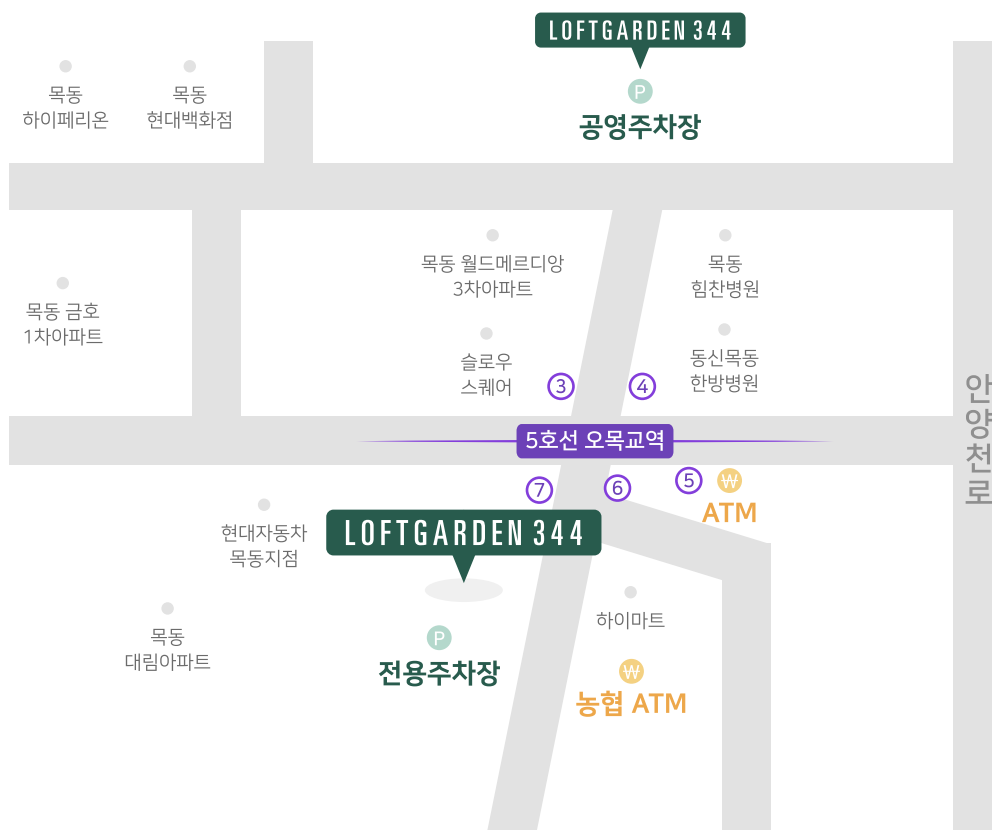 LOFTGARDEN 344
P
공영주차장
목동
하이페리온
목동
현대백화점
목동 월드메르디앙
3차아파트
목동
힘찬병원
목동 금호
1차아파트
슬로우
스퀘어
동신목동
한방병원
3
4
안양천로
5호선 오목교역
7
6
5
W
ATM
LOFTGARDEN 344
현대자동차
목동지점
하이마트
목동
대림아파트
P
전용주차장
W
농협 ATM